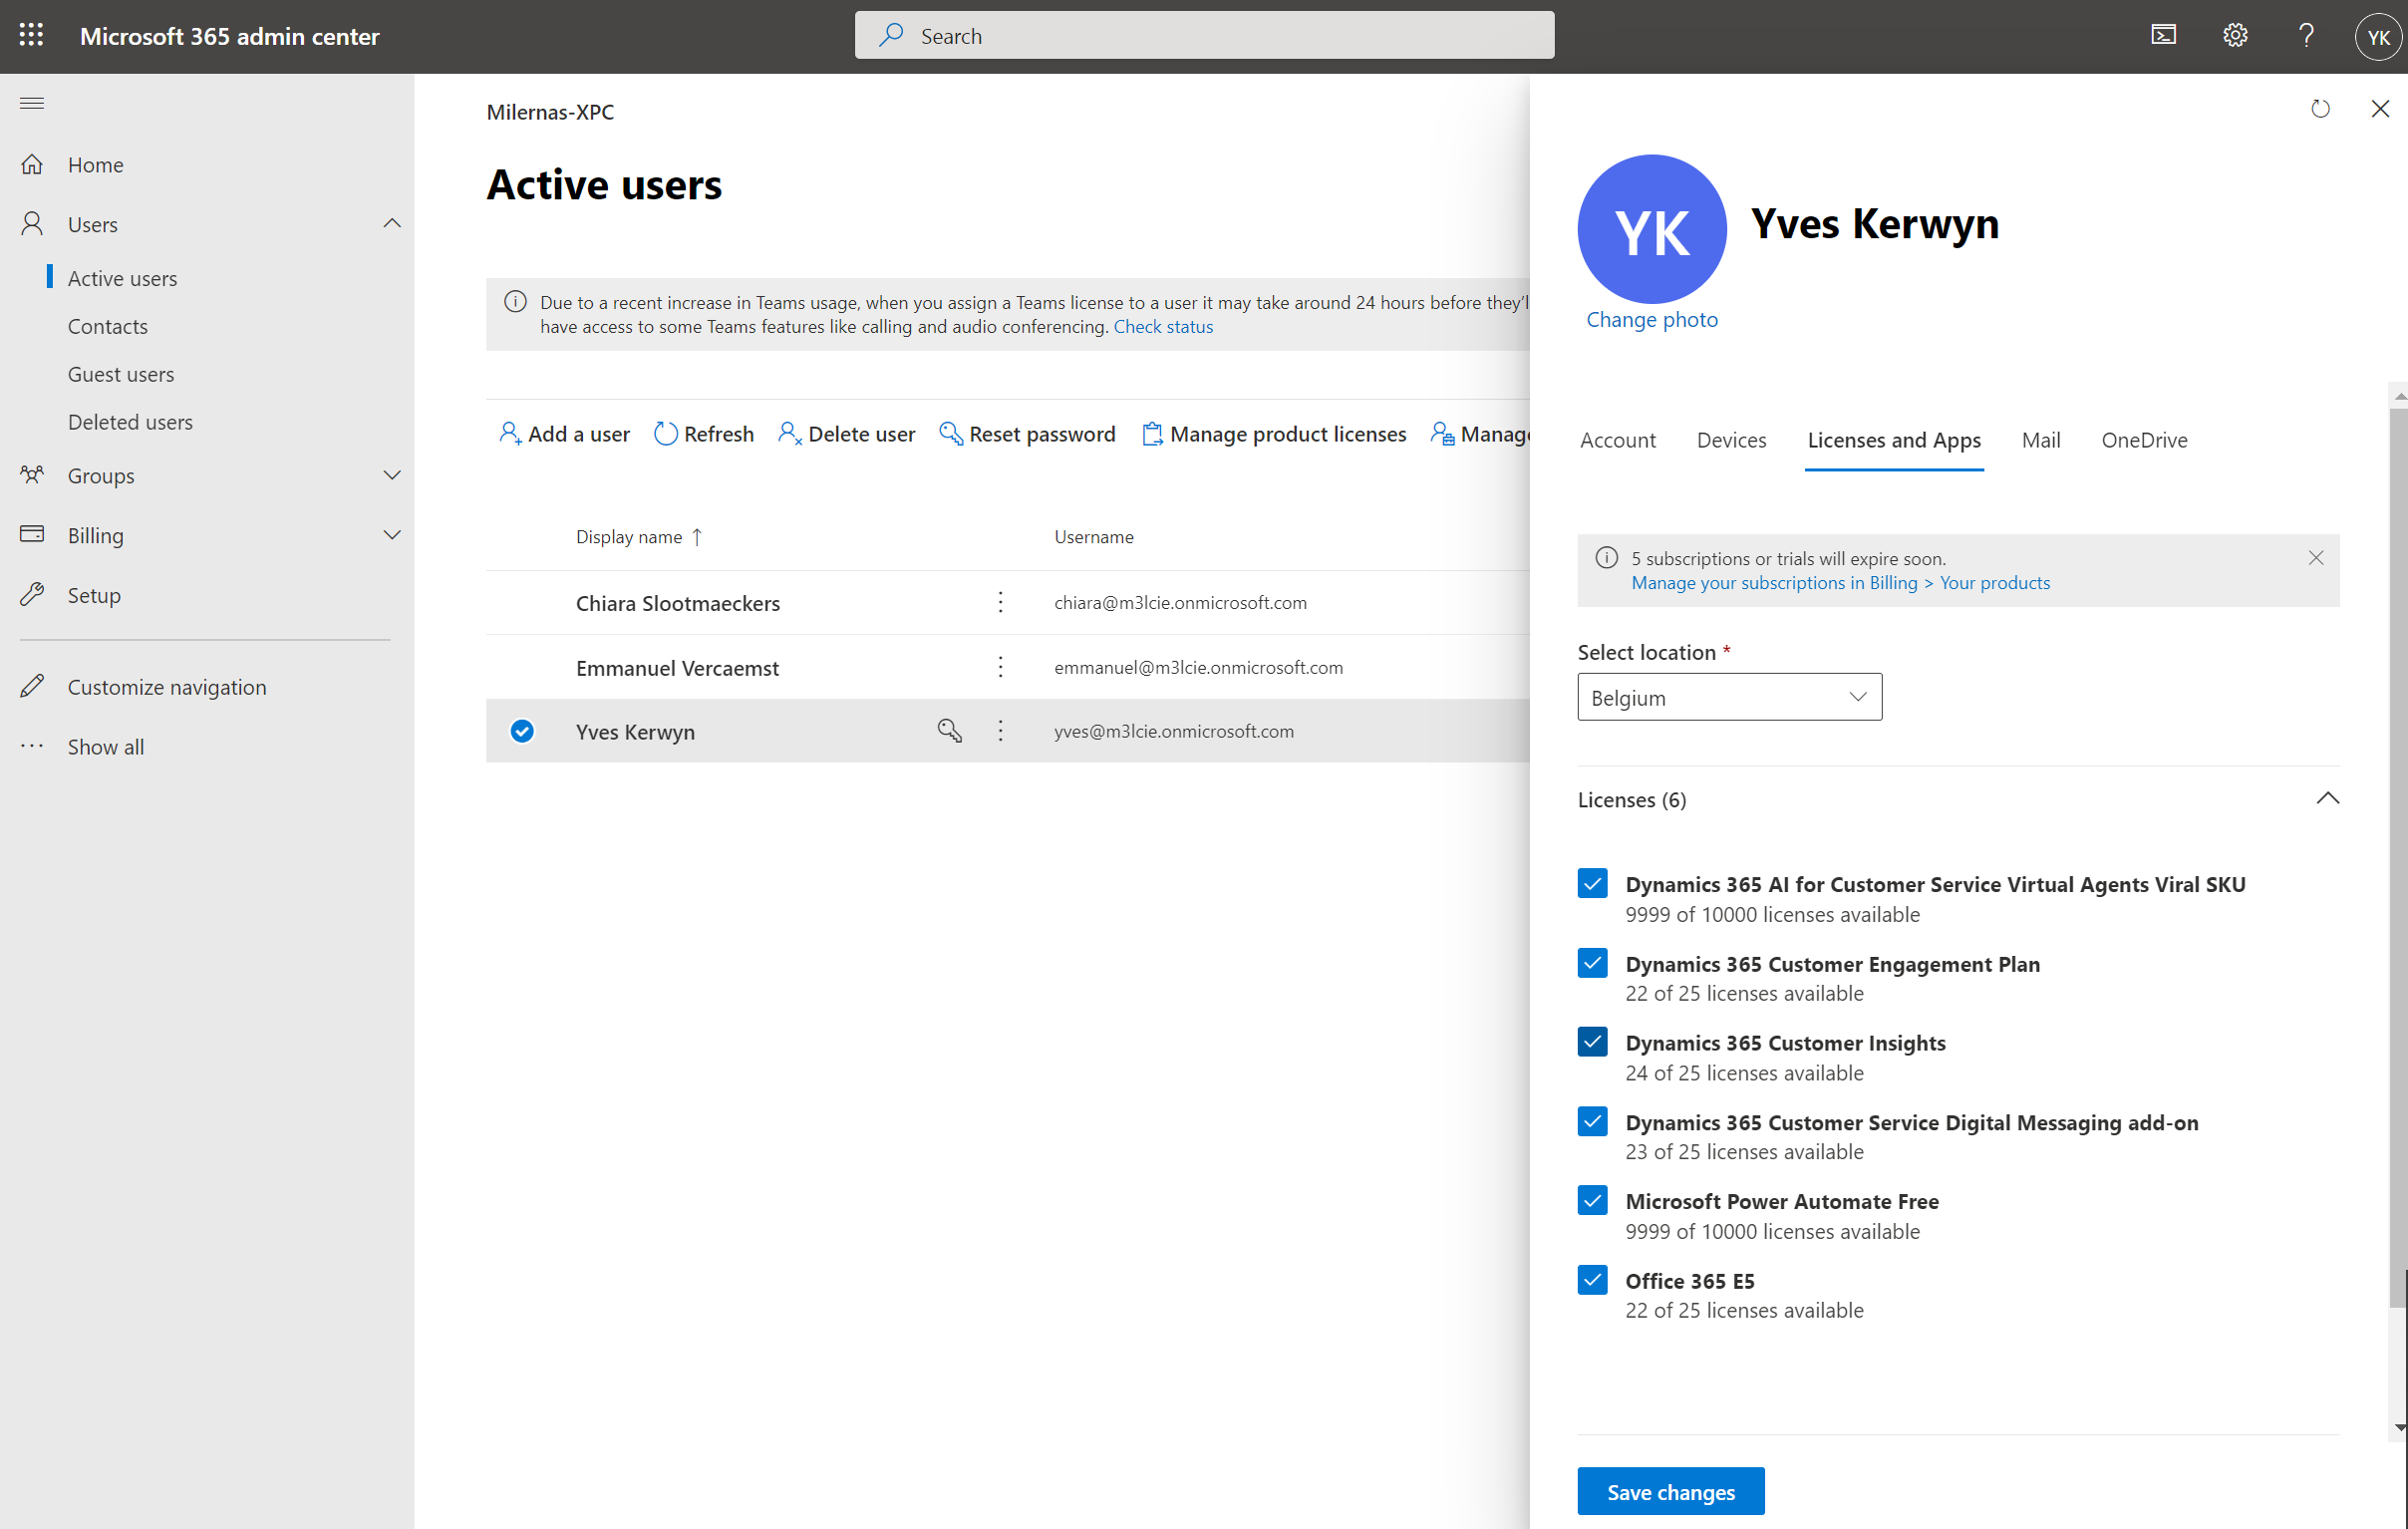 Microsoft 365 admin center
Search
YK
Home
Users
Active users
Contacts
Guest users
Deleted users
Groups
Billing
Setup
Customize navigation
Show all
Milernas-XPC
Active users
Due to a recent increase in Teams usage, when you assign a Teams license to a user it may take around 24 hours before they'll
have access to some Teams features like calling and audio conferencing. Check status
Add a user Refresh Delete user Reset password Manage product licenses Manage
Display name ↑ Username
Chiara Slootmaeckers chiara@m3lcie.onmicrosoft.com
Emmanuel Vercaemst emmanuel@m3lcie.onmicrosoft.com
Yves Kerwyn yves@m3lcie.onmicrosoft.com
YK
Yves Kerwyn
Change photo
Account Devices Licenses and Apps Mail OneDrive
5 subscriptions or trials will expire soon.
Manage your subscriptions in Billing > Your products
Select location *
Belgium
Licenses (6)
Dynamics 365 AI for Customer Service Virtual Agents Viral SKU
9999 of 10000 licenses available
Dynamics 365 Customer Engagement Plan
22 of 25 licenses available
Dynamics 365 Customer Insights
24 of 25 licenses available
Dynamics 365 Customer Service Digital Messaging add-on
23 of 25 licenses available
Microsoft Power Automate Free
9999 of 10000 licenses available
Office 365 E5
22 of 25 licenses available
Save changes